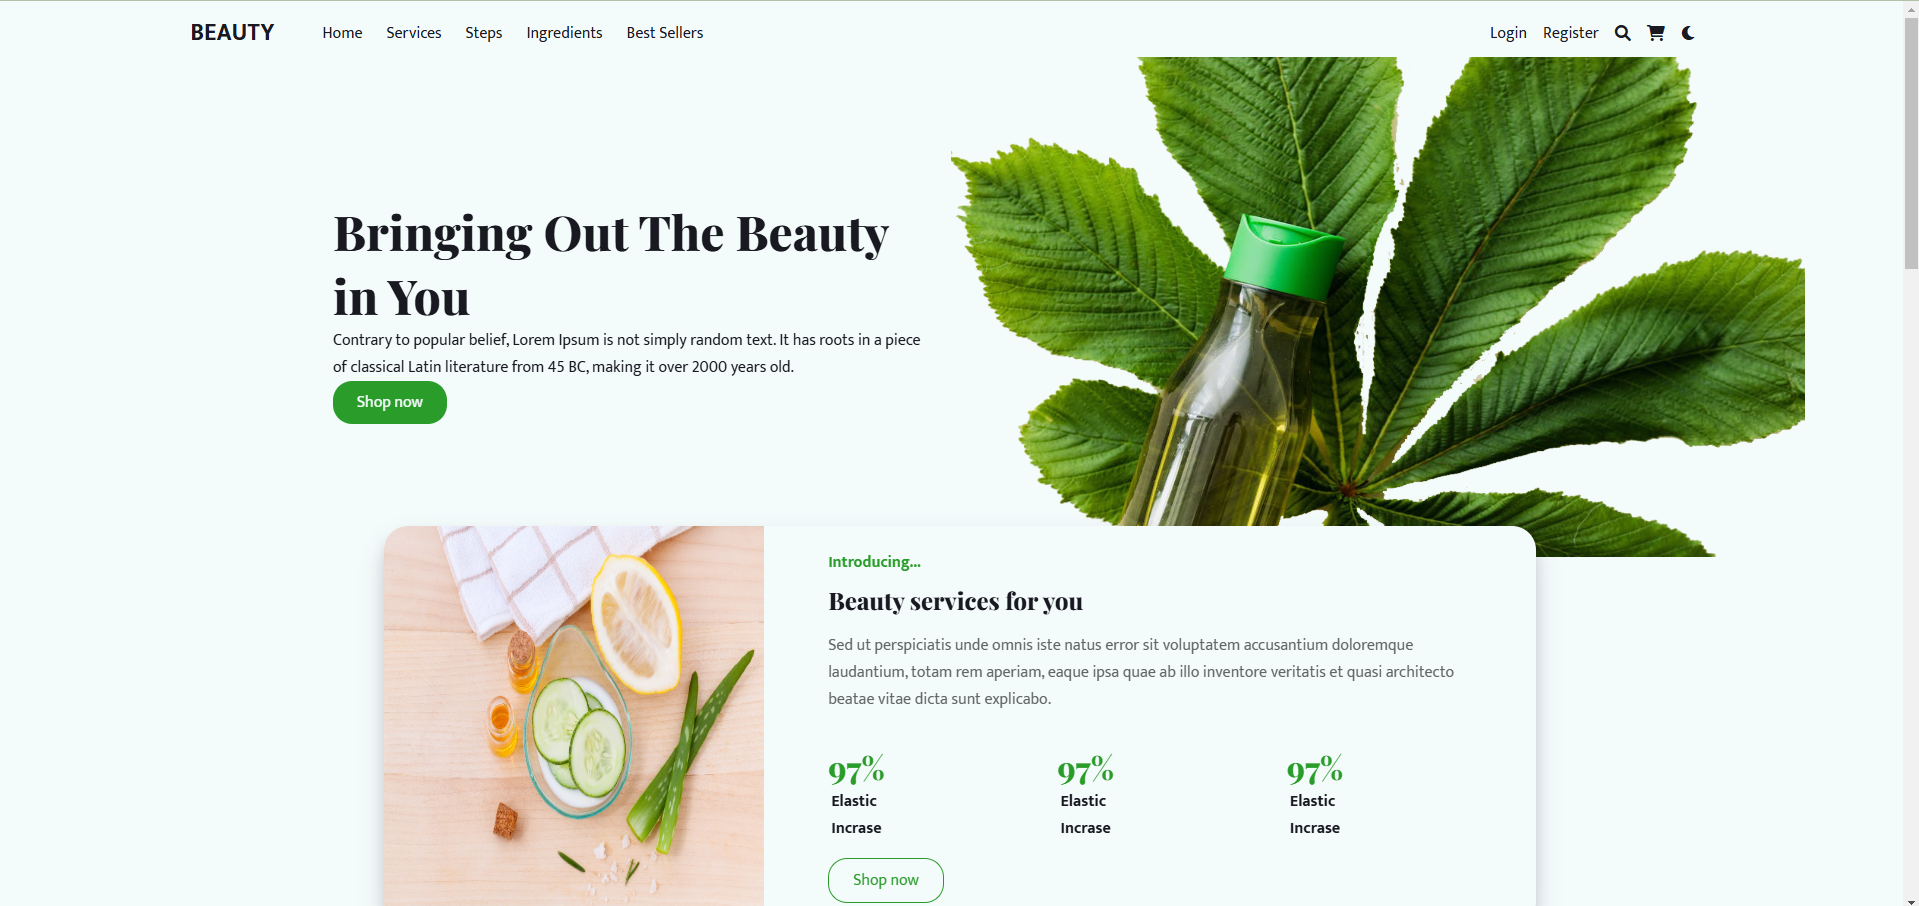 BEAUTY Home Services Steps Ingredients Best Sellers Login Register
Bringing Out The Beauty
in You
Contrary to popular belief, Lorem Ipsum is not simply random text. It has roots in a piece
of classical Latin literature from 45 BC, making it over 2000 years old.
Shop now
Introducing...
Beauty services for you
Sed ut perspiciatis unde omnis iste natus error sit voluptatem accusantium doloremque
laudantium, totam rem aperiam, eaque ipsa quae ab illo inventore veritatis et quasi architecto
beatae vitae dicta sunt explicabo.
97% 97% 97%
Elastic Elastic Elastic
Incrase Incrase Incrase
Shop now